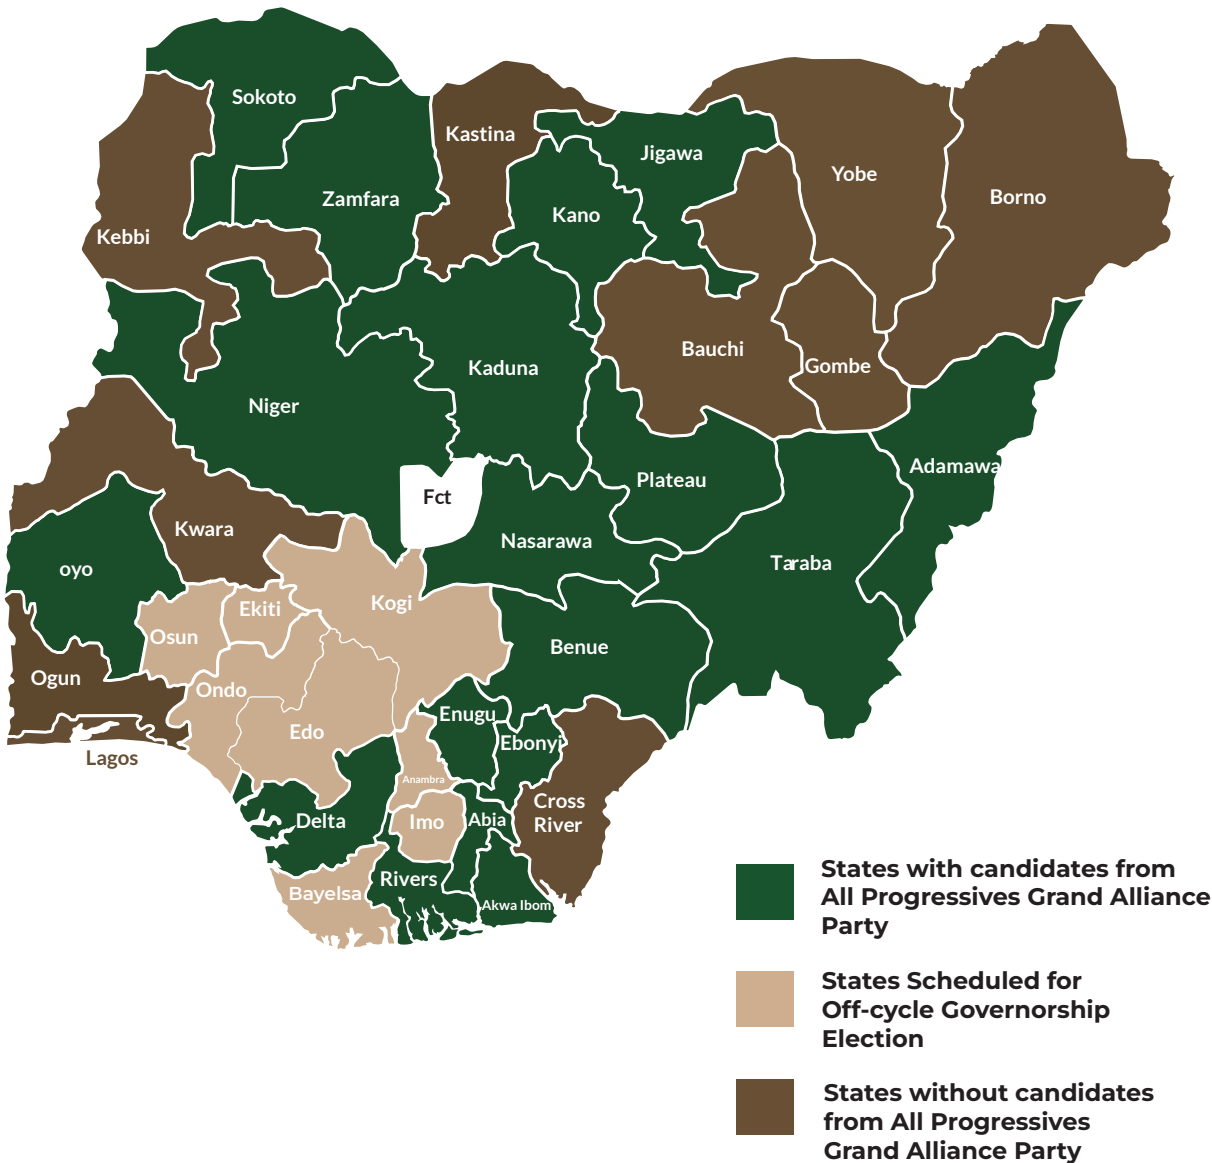 Sokoto
Kastina
Jigawa
Yobe
Borno
Zamfara
Kano
Kebbi
Bauchi
Gombe
Kaduna
Niger
Adamawa
Plateau
Fct
Kwara
Nasarawa
Taraba
oyo
Kogi
Ekiti
Osun
Benue
Ogun
Ondo
Enugu
Edo
Ebonyi
Lagos
Anambra
Cross
River
Delta
Imo
Abia
Rivers
Bayelsa
Akwa Ibom
States with candidates from
All Progressives Grand Alliance
Party
States Scheduled for
Off-cycle Governorship
Election
States without candidates
from All Progressives
Grand Alliance Party